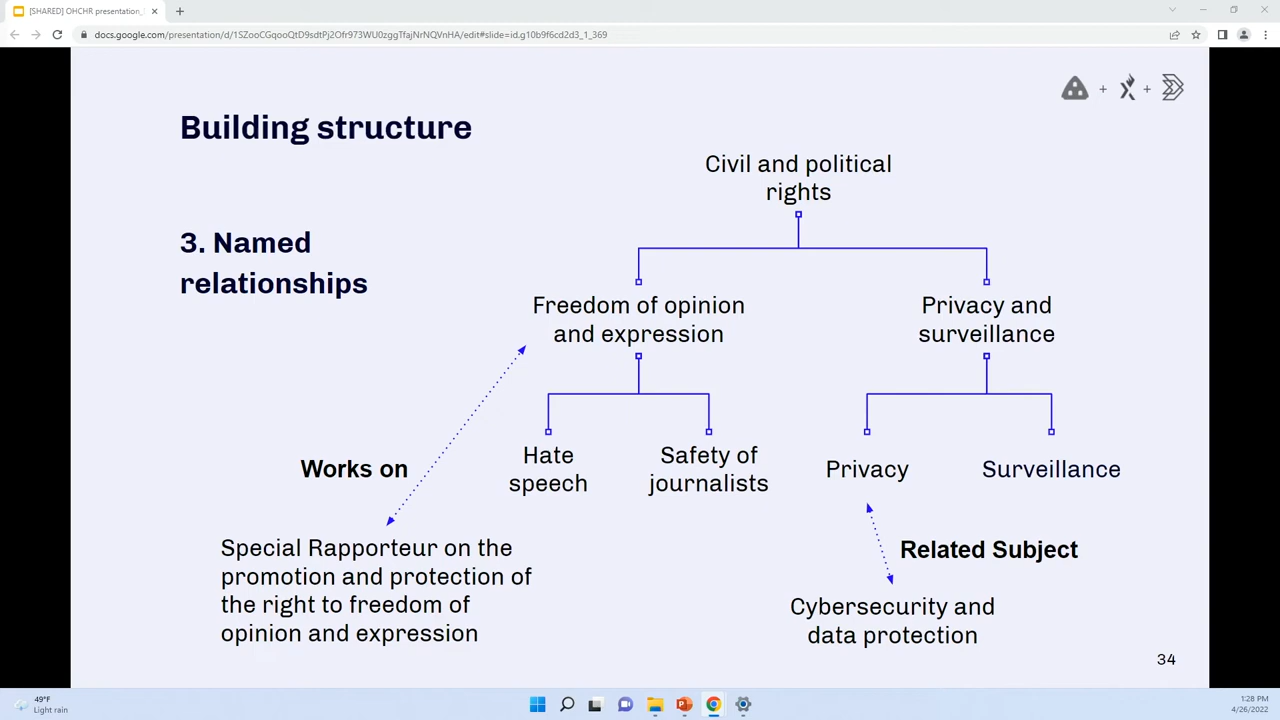 [SHARED] OHCHR presentation_
docs.google.com/presentation/d/1SZooCGqooQtD9sdtPj2Ofr973WU0zggTfajNrNQVnHA/edit#slide=id.g10b9f6cd2d3_1_369
+ +
Building structure
3. Named
relationships
Civil and political
rights
Freedom of opinion
and expression
Privacy and
surveillance
Hate
speech
Safety of
journalists
Privacy
Surveillance
Works on
Special Rapporteur on the
promotion and protection of
the right to freedom of
opinion and expression
Related Subject
Cybersecurity and
data protection
34
49°F
Light rain
1:28 PM
4/26/2022